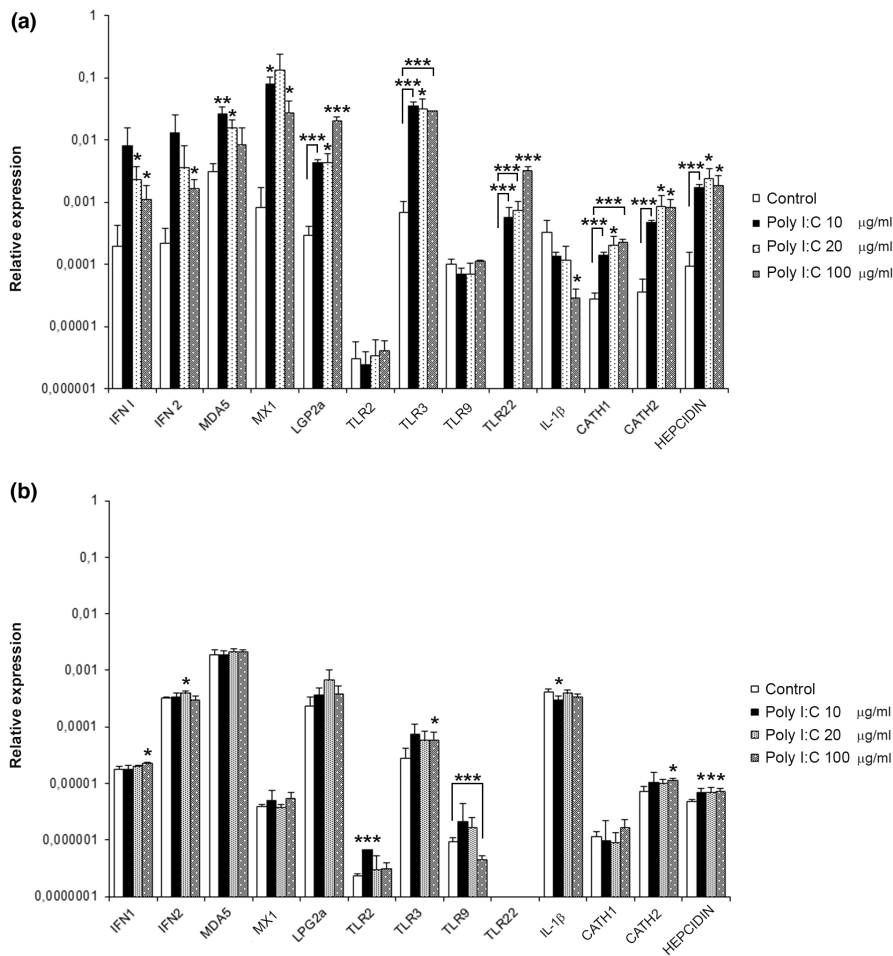 (a)
Relative expression
1
0,1
0,01
0,001
0,0001
0,00001
0,000001
* * * ** * * * *** * *** *** * *** *** *** *** * *** * *** *** * * *** * *
IFN I IFN 2 MDA5 MX1 LGP2a TLR2 TLR3 TLR9 TLR22 IL-1β CATH1 CATH2 HEPCIDIN
Control
Poly I:C 10 μg/ml
Poly I:C 20 μg/ml
Poly I:C 100 μg/ml
(b)
Relative expression
1
0,1
0,01
0,001
0,0001
0,00001
0,000001
0,0000001
* * *** * *** * * ***
IFN1 IFN2 MDA5 MX1 LPG2a TLR2 TLR3 TLR9 TLR22 IL-1β CATH1 CATH2 HEPCIDIN
Control
Poly I:C 10 μg/ml
Poly I:C 20 μg/ml
Poly I:C 100 μg/ml